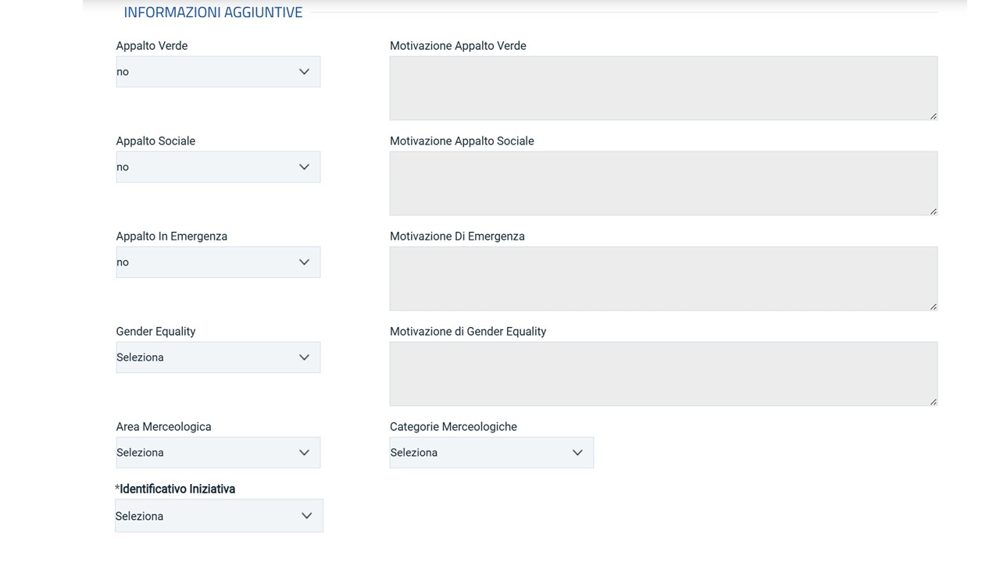 INFORMAZIONI AGGIUNTIVE
Appalto Verde
Motivazione Appalto Verde
no
Appalto Sociale
Motivazione Appalto Sociale
no
Appalto In Emergenza
Motivazione Di Emergenza
no
Gender Equality
Motivazione di Gender Equality
Seleziona
Area Merceologica
Categorie Merceologiche
Seleziona
Seleziona
*Identificativo Iniziativa
Seleziona